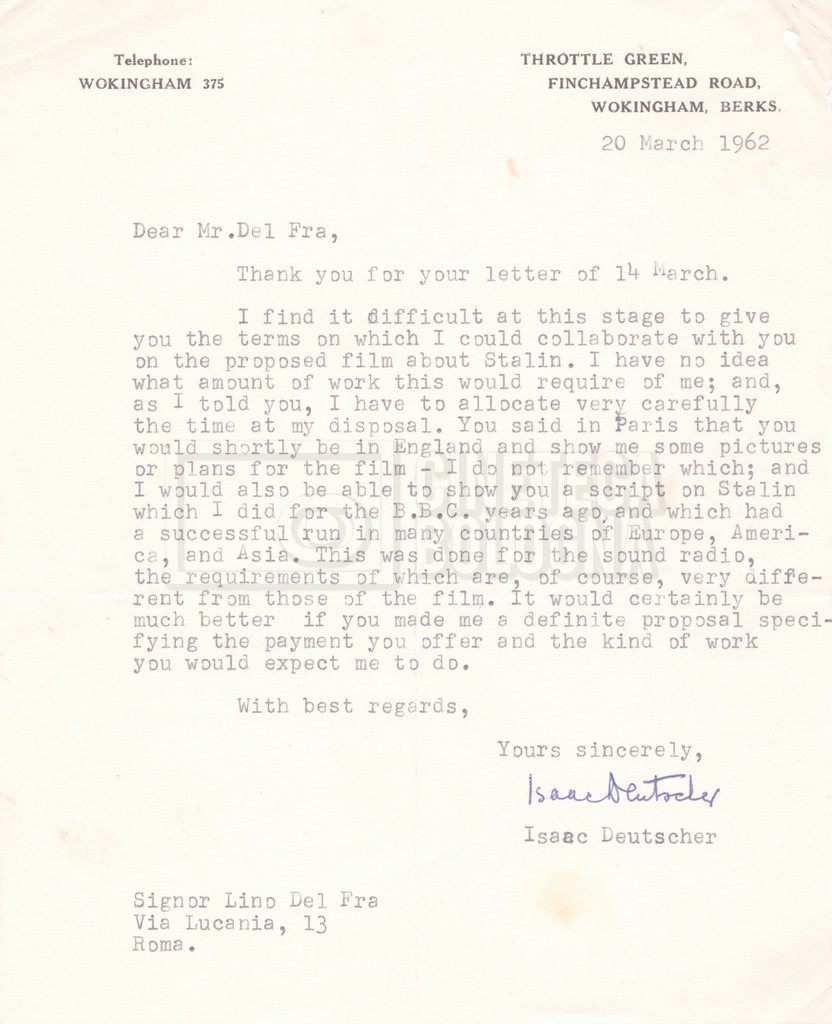 Telephone:
WOKINGHAM 375
THROTTLE GREEN,
FINCHAMPSTEAD ROAD,
WOKINGHAM, BERKS.
20 March 1962
Dear Mr.Del Fra,
Thank you for your letter of 14 March.
I find it difficult at this stage to give
you the terms on which I could collaborate with you
on the proposed film about Stalin. I have no idea
what amount of work this would require of me; and,
as I told you, I have to allocate very carefully
the time at my disposal. You said in Paris that you
would shortly be in England and show me some pictures
or plans for the film - I do not remember which; and
I would also be able to show you a script on Stalin
which I did for the B.B.C. years ago, and which had
a successful run in many countries of Europe, Ameri-
ca, and Asia. This was done for the sound radio,
the requirements of which are, of course, very diffe-
rent from those of the film. It would certainly be
much better if you made me a definite proposal speci-
fying the payment you offer and the kind of work
you would expect me to do.
With best regards,
Yours sincerely,
Isaac Deutscher
Isaac Deutscher
Signor Lino Del Fra
Via Lucania, 13
Roma.